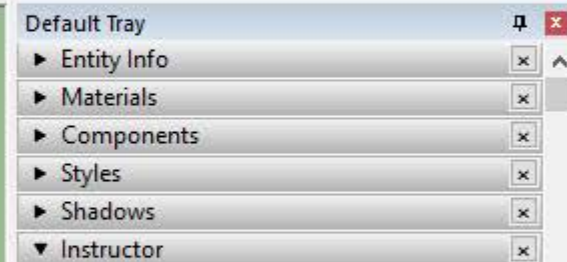 Default Tray
Entity Info
Materials
Components
Styles
Shadows
Instructor